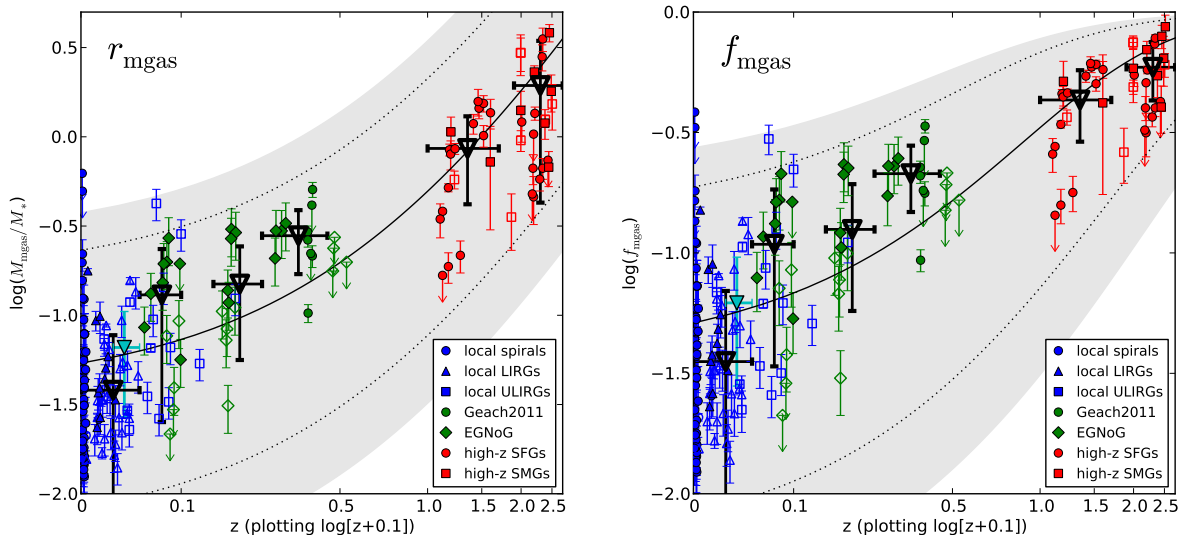 r_mgas
log(M_mgas/M_*)
0.5
0.0
−0.5
−1.0
−1.5
−2.0
0
0.1
0.5
1.0
1.5
2.0
2.5
z (plotting log[z+0.1])
local spirals
local LIRGs
local ULIRGs
Geach2011
EGNoG
high-z SFGs
high-z SMGs
f_mgas
log(f_mgas)
0.0
−0.5
−1.0
−1.5
−2.0
0
0.1
0.5
1.0
1.5
2.0
2.5
z (plotting log[z+0.1])
local spirals
local LIRGs
local ULIRGs
Geach2011
EGNoG
high-z SFGs
high-z SMGs